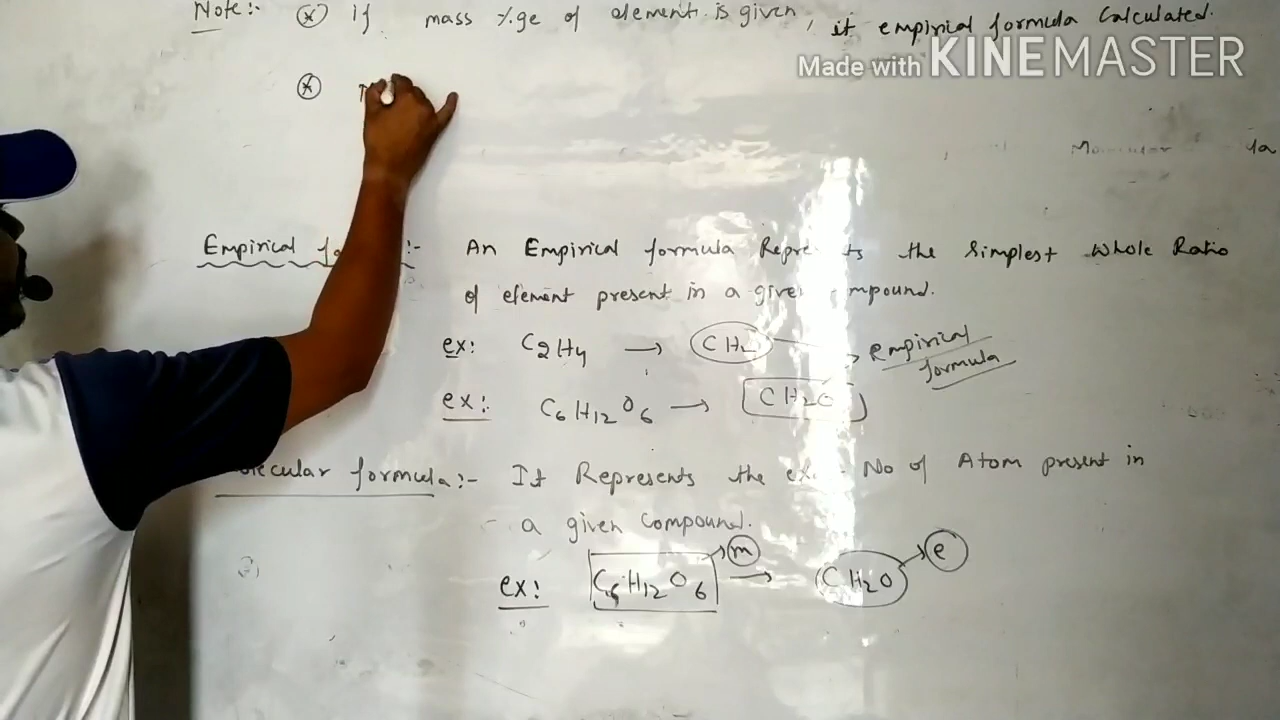 Note:- ⊛ if mass %ge of element is given, it empirical formula Calculated.
Made with KINEMASTER
⊛
Empirical :- An Empirical formula the Simplest Whole Ratio
of element present in a given
ex: C2H4 → CH2 → empirical formula
ex:- C6H12O6 → CH2O
formula:- It Represents the No of Atom present in
a given Compound.
ex: C6H12O6 → m → CH2O → e